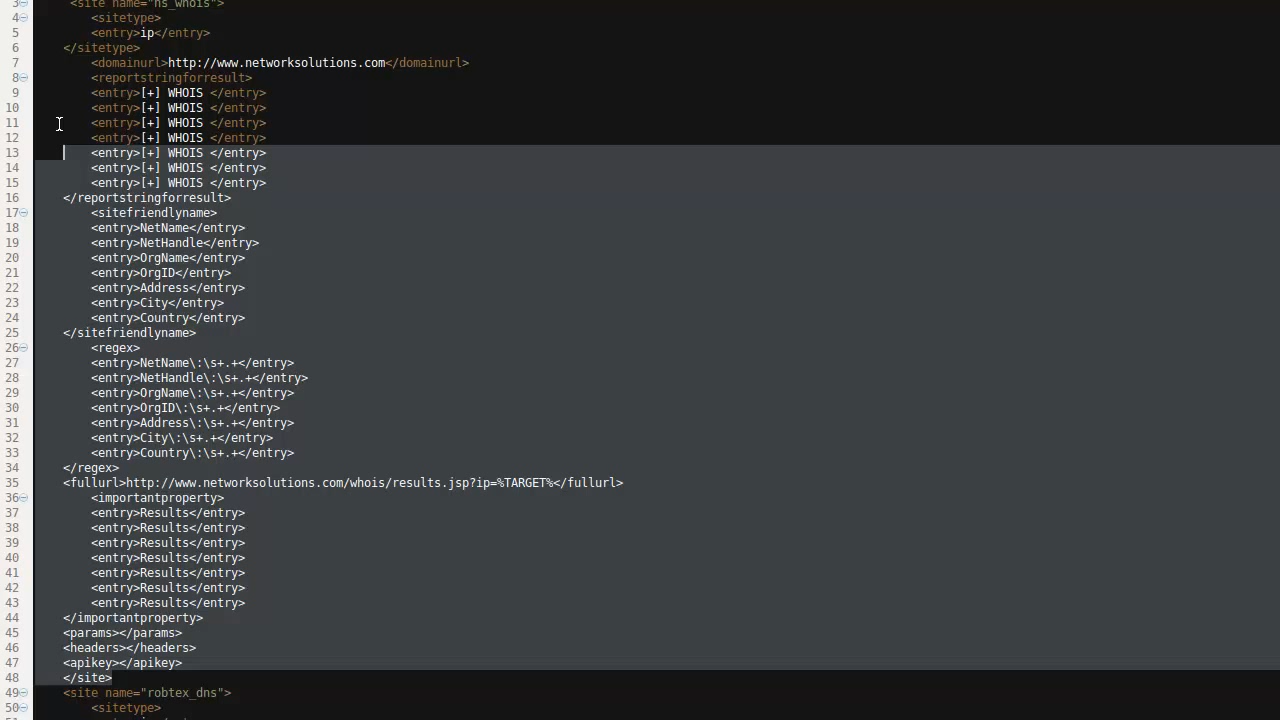 3 <site name="ns_whois">
4 <sitetype>
5 <entry>ip</entry>
6 </sitetype>
7 <domainurl>http://www.networksolutions.com</domainurl>
8 <reportstringforresult>
9 <entry>[+] WHOIS </entry>
10 <entry>[+] WHOIS </entry>
11 <entry>[+] WHOIS </entry>
12 <entry>[+] WHOIS </entry>
13 <entry>[+] WHOIS </entry>
14 <entry>[+] WHOIS </entry>
15 <entry>[+] WHOIS </entry>
16 </reportstringforresult>
17 <sitefriendlyname>
18 <entry>NetName</entry>
19 <entry>NetHandle</entry>
20 <entry>OrgName</entry>
21 <entry>OrgID</entry>
22 <entry>Address</entry>
23 <entry>City</entry>
24 <entry>Country</entry>
25 </sitefriendlyname>
26 <regex>
27 <entry>NetName\:\s+.+</entry>
28 <entry>NetHandle\:\s+.+</entry>
29 <entry>OrgName\:\s+.+</entry>
30 <entry>OrgID\:\s+.+</entry>
31 <entry>Address\:\s+.+</entry>
32 <entry>City\:\s+.+</entry>
33 <entry>Country\:\s+.+</entry>
34 </regex>
35 <fullurl>http://www.networksolutions.com/whois/results.jsp?ip=%TARGET%</fullurl>
36 <importantproperty>
37 <entry>Results</entry>
38 <entry>Results</entry>
39 <entry>Results</entry>
40 <entry>Results</entry>
41 <entry>Results</entry>
42 <entry>Results</entry>
43 <entry>Results</entry>
44 </importantproperty>
45 <params></params>
46 <headers></headers>
47 <apikey></apikey>
48 </site>
49 <site name="robtex_dns">
50 <sitetype>